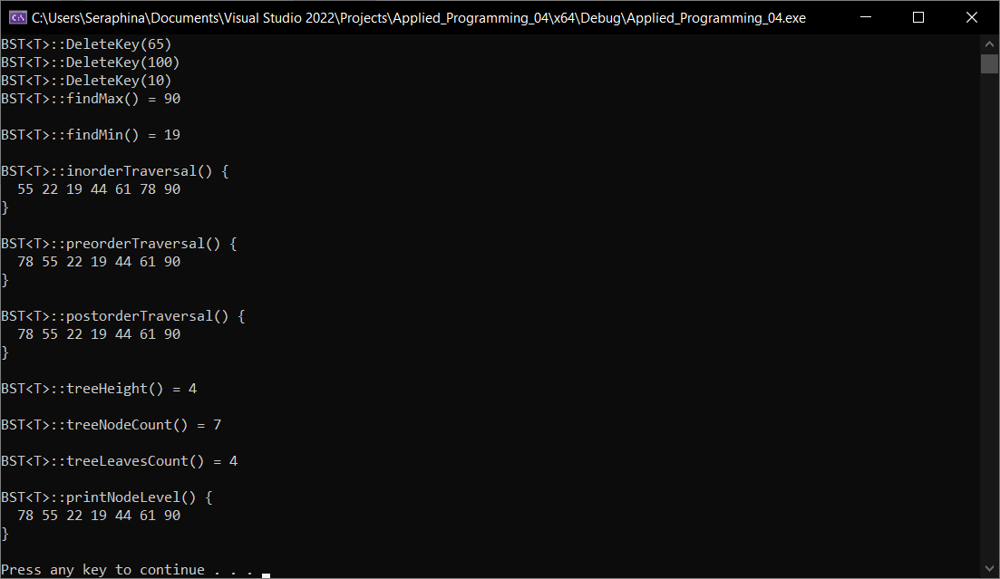 C:\Users\Seraphina\Documents\Visual Studio 2022\Projects\Applied_Programming_04\x64\Debug\Applied_Programming_04.exe
BST<T>::DeleteKey(65)
BST<T>::DeleteKey(100)
BST<T>::DeleteKey(10)
BST<T>::findMax() = 90
BST<T>::findMin() = 19
BST<T>::inorderTraversal() {
  55 22 19 44 61 78 90
}
BST<T>::preorderTraversal() {
  78 55 22 19 44 61 90
}
BST<T>::postorderTraversal() {
  78 55 22 19 44 61 90
}
BST<T>::treeHeight() = 4
BST<T>::treeNodeCount() = 7
BST<T>::treeLeavesCount() = 4
BST<T>::printNodeLevel() {
  78 55 22 19 44 61 90
}
Press any key to continue . . .